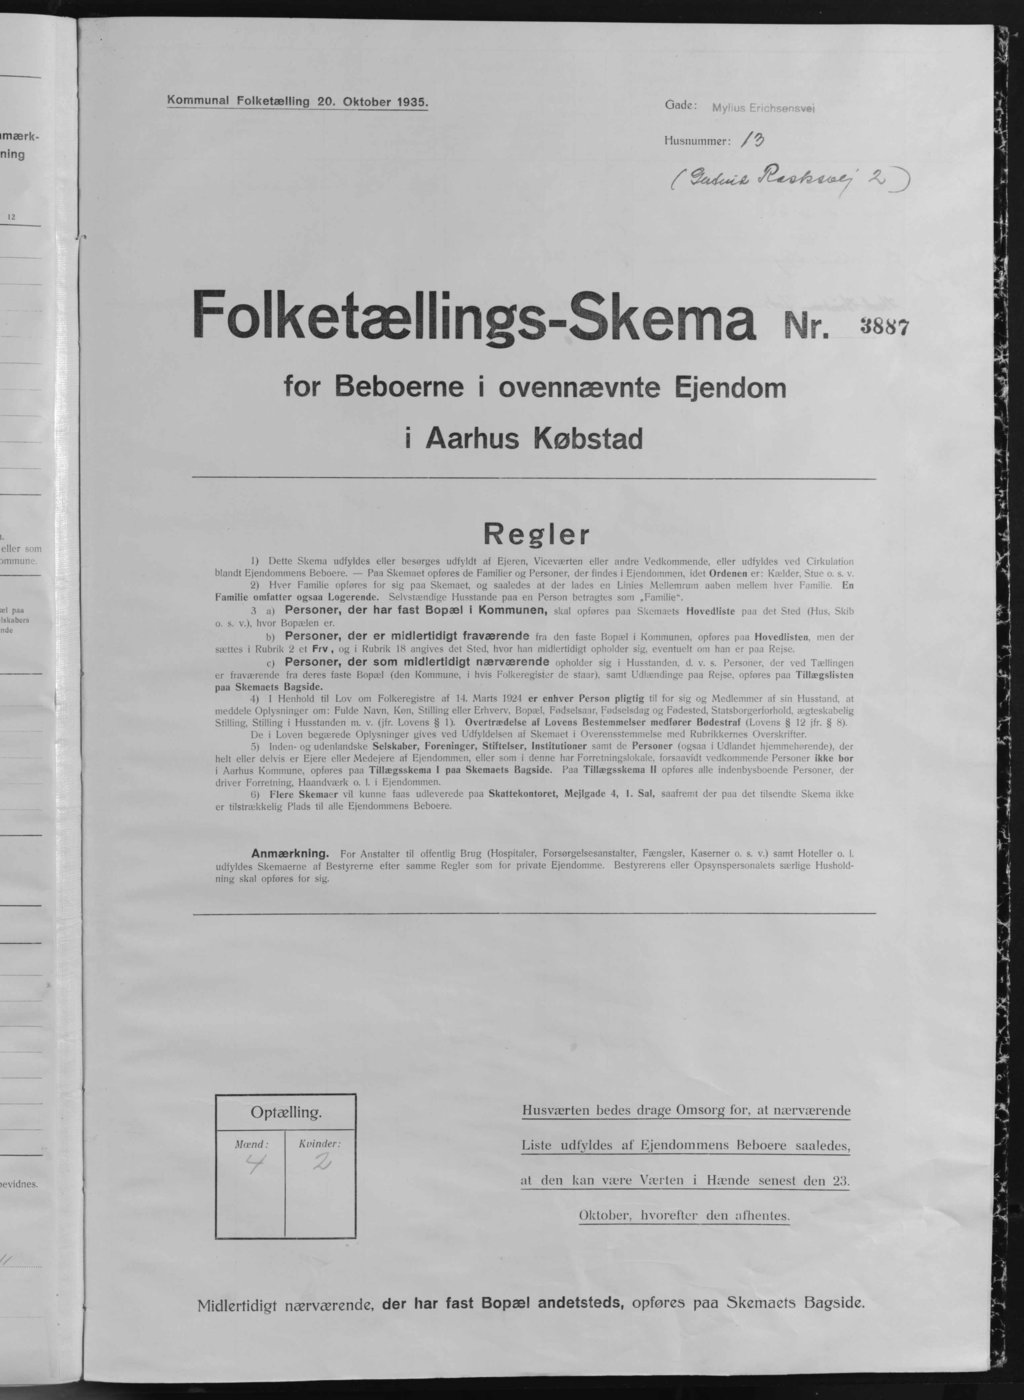 Kommunal Folketælling 20. Oktober 1935.
Gade: Mylius Erichsensvej
Husnummer: 13
( Rasksvej 2 )
Folketællings-Skema Nr. 3887
for Beboerne i ovennævnte Ejendom
i Aarhus Købstad
Regler
1) Dette Skema udfyldes eller besørges udfyldt af Ejeren, Viceværten eller andre Vedkommende, eller udfyldes ved Cirkulation
blandt Ejendommens Beboere. — Paa Skemaet opføres de Familier og Personer, der findes i Ejendommen, idet Ordenen er: Kælder, Stue o. s. v.
2) Hver Familie opføres for sig paa Skemaet, og saaledes at der lades en Linies Mellemrum aaben mellem hver Familie. En
Familie omfatter ogsaa Logerende. Selvstændige Husstande paa en Person betragtes som „Familie“.
3 a) Personer, der har fast Bopæl i Kommunen, skal opføres paa Skemaets Hovedliste paa det Sted (Hus, Skib
o. s. v.), hvor Bopælen er.
b) Personer, der er midlertidigt fraværende fra den faste Bopæl i Kommunen, opføres paa Hovedlisten, men der
sættes i Rubrik 2 et Frv, og i Rubrik 18 angives det Sted, hvor han midlertidigt opholder sig, eventuelt om han er paa Rejse.
c) Personer, der som midlertidigt nærværende opholder sig i Husstanden, d. v. s. Personer, der ved Tællingen
er fraværende fra deres faste Bopæl (den Kommune, i hvis Folkeregister de staar), samt Udlændinge paa Rejse, opføres paa Tillægslisten
paa Skemaets Bagside.
4) I Henhold til Lov om Folkeregistre af 14. Marts 1924 er enhver Person pligtig til for sig og Medlemmer af sin Husstand, at
meddele Oplysninger om: Fulde Navn, Køn, Stilling eller Erhverv, Bopæl, Fødselsaar, Fødselsdag og Fødested, Statsborgerforhold, ægteskabelig
Stilling, Stilling i Husstanden m. v. (jfr. Lovens § 1). Overtrædelse af Lovens Bestemmelser medfører Bødestraf (Lovens § 12 jfr. § 8).
De i Loven begærede Oplysninger gives ved Udfyldelsen af Skemaet i Overensstemmelse med Rubrikkernes Overskrifter.
5) Inden- og udenlandske Selskaber, Foreninger, Stiftelser, Institutioner samt de Personer (ogsaa i Udlandet hjemmehørende), der
helt eller delvis er Ejere eller Medejere af Ejendommen, eller som i denne har Forretningslokale, forsaavidt vedkommende Personer ikke bor
i Aarhus Kommune, opføres paa Tillægsskema I paa Skemaets Bagside. Paa Tillægsskema II opføres alle indenbysboende Personer, der
driver Forretning, Haandværk o. l. i Ejendommen.
6) Flere Skemaer vil kunne faas udleverede paa Skattekontoret, Mejlgade 4, 1. Sal, saafremt der paa det tilsendte Skema ikke
er tilstrækkelig Plads til alle Ejendommens Beboere.
Anmærkning. For Anstalter til offentlig Brug (Hospitaler, Forsørgelsesanstalter, Fængsler, Kaserner o. s. v.) samt Hoteller o. l.
udfyldes Skemaerne af Bestyrerne efter samme Regler som for private Ejendomme. Bestyrerens eller Opsynspersonalets særlige Hushold-
ning skal opføres for sig.
Optælling.
Mænd: Kvinder:
4 2
Husværten bedes drage Omsorg for, at nærværende
Liste udfyldes af Ejendommens Beboere saaledes,
at den kan være Værten i Hænde senest den 23.
Oktober, hvorefter den afhentes.
Midlertidigt nærværende, der har fast Bopæl andetsteds, opføres paa Skemaets Bagside.